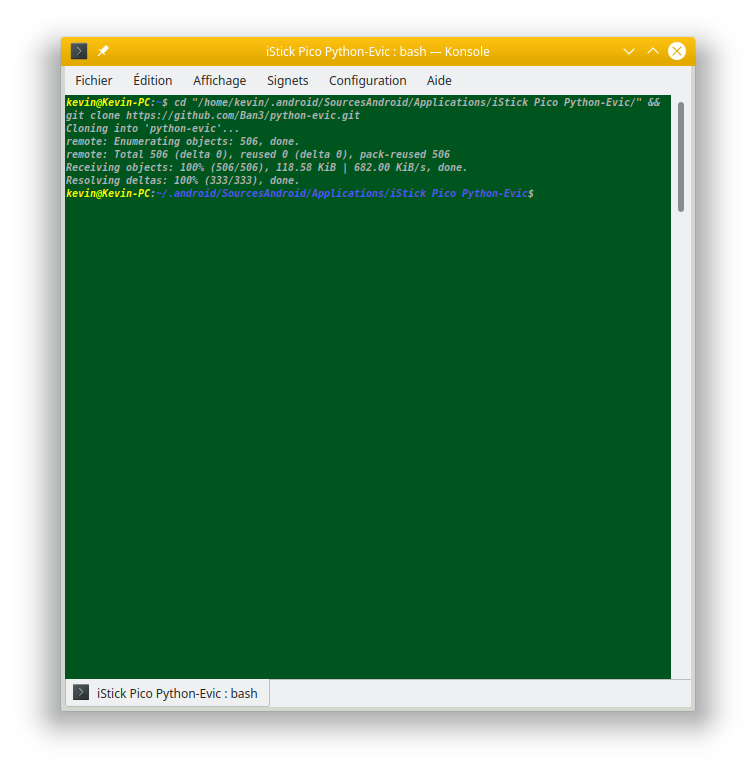 iStick Pico Python-Evic : bash — Konsole
Fichier Édition Affichage Signets Configuration Aide
kevin@Kevin-PC:~$ cd "/home/kevin/.android/SourcesAndroid/Applications/iStick Pico Python-Evic/" &&
git clone https://github.com/Ban3/python-evic.git
Cloning into 'python-evic'...
remote: Enumerating objects: 506, done.
remote: Total 506 (delta 0), reused 0 (delta 0), pack-reused 506
Receiving objects: 100% (506/506), 118.58 KiB | 682.00 KiB/s, done.
Resolving deltas: 100% (333/333), done.
kevin@Kevin-PC:~/.android/SourcesAndroid/Applications/iStick Pico Python-Evic$
iStick Pico Python-Evic : bash